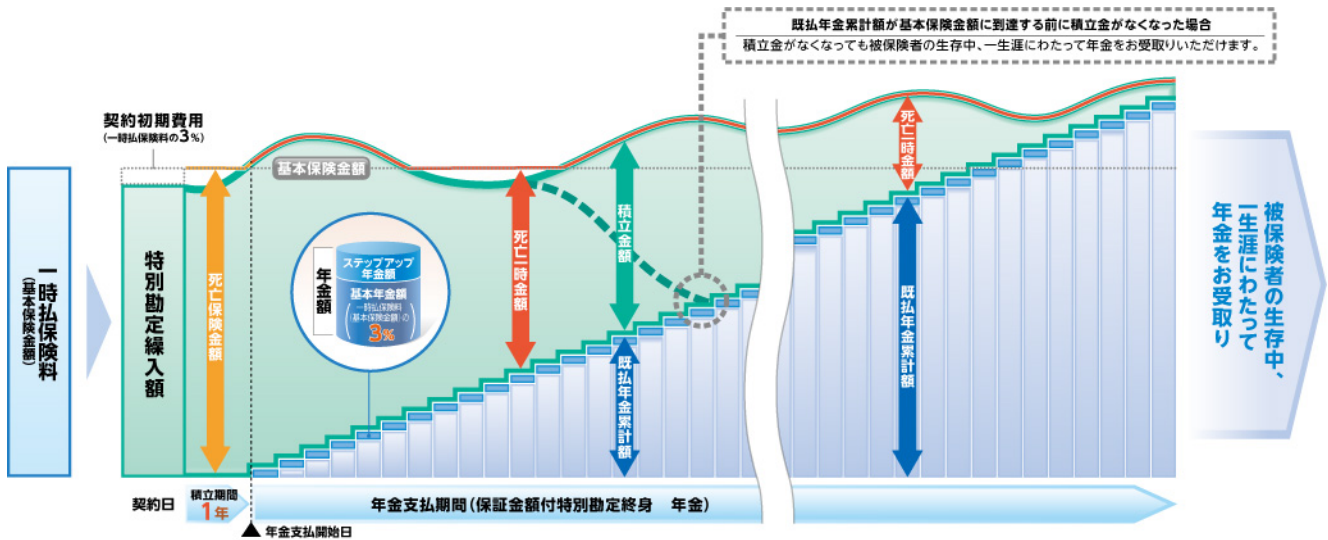 既払年金累計額が基本保険金額に到達する前に積立金がなくなった場合
積立金がなくなっても被保険者の生存中、一生涯にわたって年金をお受取りいただけます。
契約初期費用
(一時払保険料の3%)
一時払保険料
(基本保険金額)
特別勘定繰入額
死亡保険金額
基本保険金額
年金額
ステップアップ
年金額
基本年金額
(一時払保険料
(基本保険金額)の
3%)
死亡一時金額
積立金額
既払年金累計額
死亡一時金額
既払年金累計額
被保険者の生存中、
一生涯にわたって
年金をお受取り
契約日
積立期間
1年
年金支払期間(保証金額付特別勘定終身 年金)
▲ 年金支払開始日